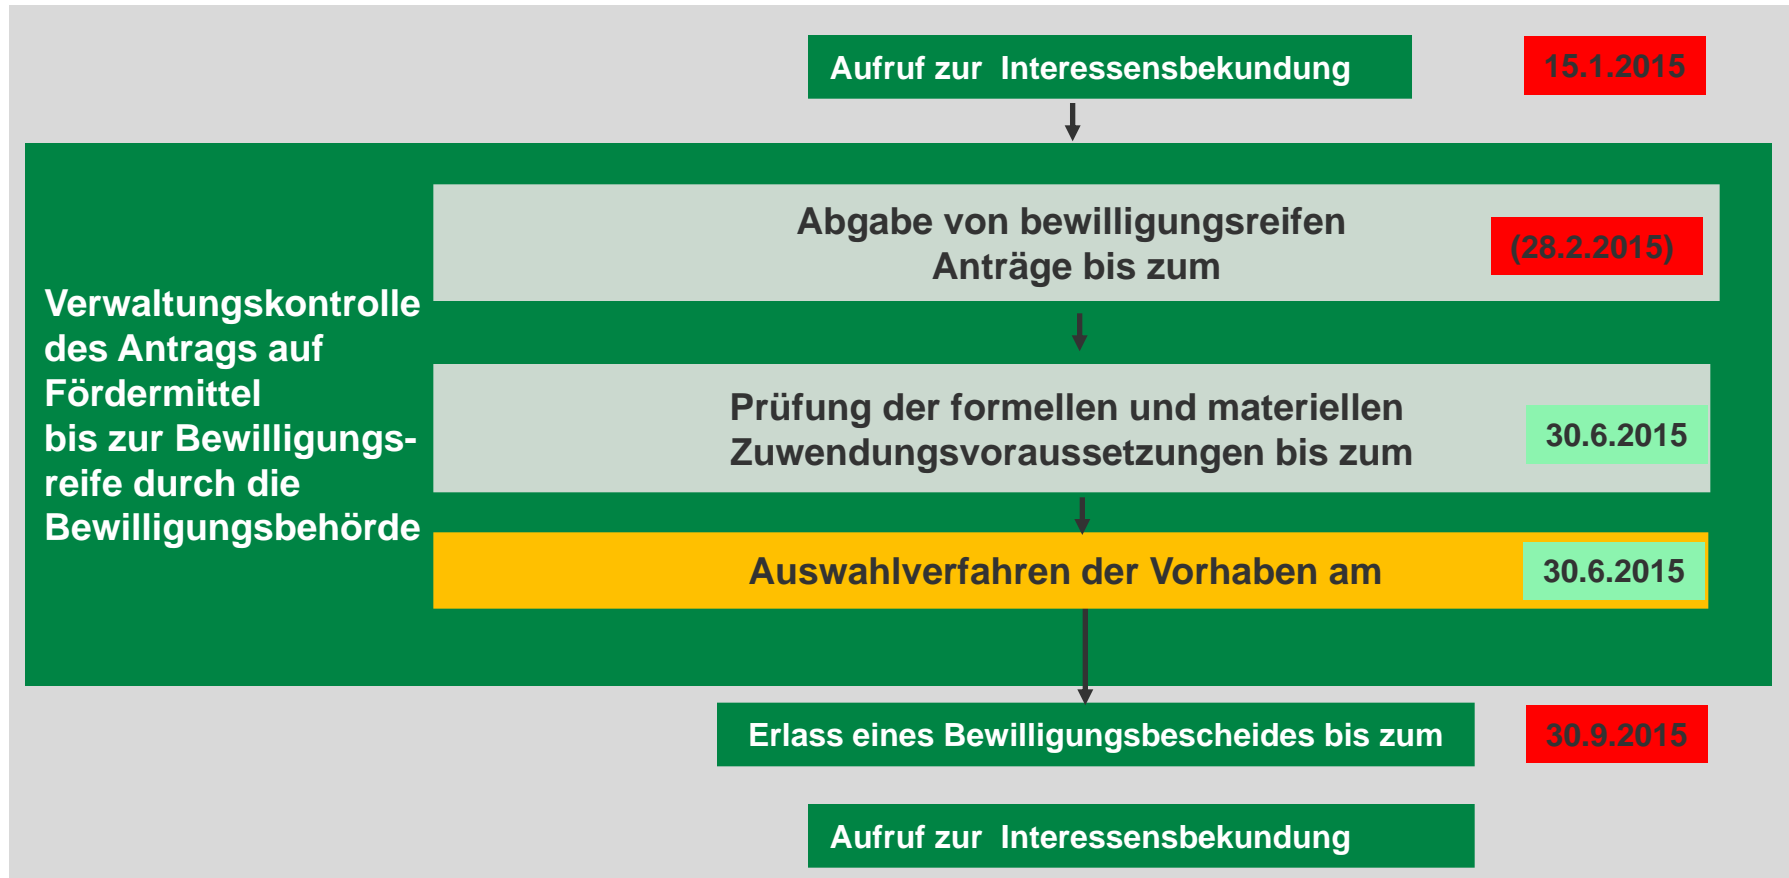 Aufruf zur Interessensbekundung
15.1.2015
Verwaltungskontrolle
des Antrags auf
Fördermittel
bis zur Bewilligungs-
reife durch die
Bewilligungsbehörde
Abgabe von bewilligungsreifen
Anträge bis zum
(28.2.2015)
Prüfung der formellen und materiellen
Zuwendungsvoraussetzungen bis zum
30.6.2015
Auswahlverfahren der Vorhaben am
30.6.2015
Erlass eines Bewilligungsbescheides bis zum
30.9.2015
Aufruf zur Interessensbekundung